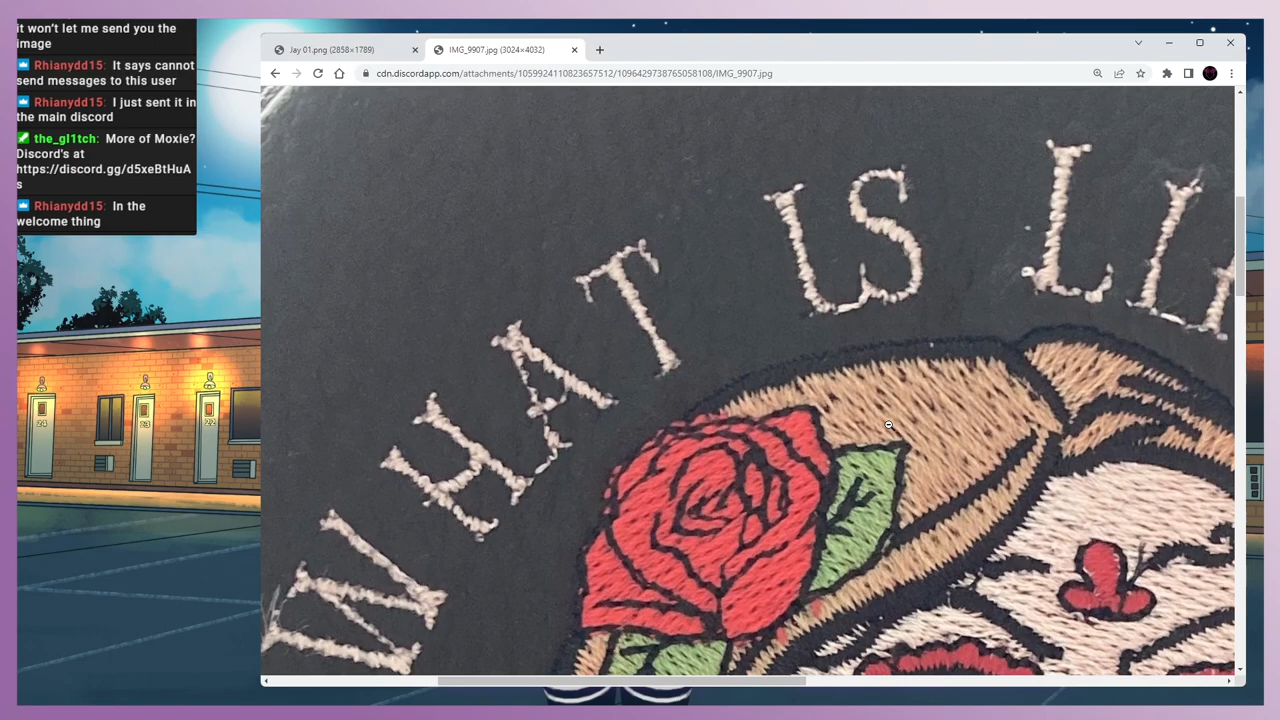 it won't let me send you the
image
Rhianydd15: It says cannot
send messages to this user
Rhianydd15: I just sent it in
the main discord
the_gl1tch: More of Moxie?
Discord's at
https://discord.gg/d5xeBtHuA
s
Rhianydd15: In the
welcome thing
Jay 01.png (2858×1789)
IMG_9907.jpg (3024×4032)
cdn.discordapp.com/attachments/1059924110823657512/1096429738765058108/IMG_9907.jpg
WHAT IS LI
24
23
22